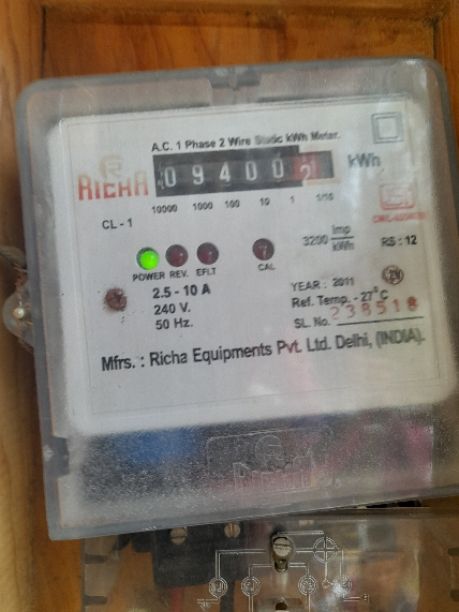 A.C. 1 Phase 2 Wire Static kWh Meter.
RICHA 094002 kWh
10000 1000 100 10 1 1/10
CL - 1
3200 imp/kWh RS : 12
POWER REV. EFLT CAL
2.5 - 10 A
240 V.
50 Hz.
YEAR : 2011
Ref. Temp. - 27°C
SL. No. 238518
Mfrs. : Richa Equipments Pvt. Ltd. Delhi, (INDIA).